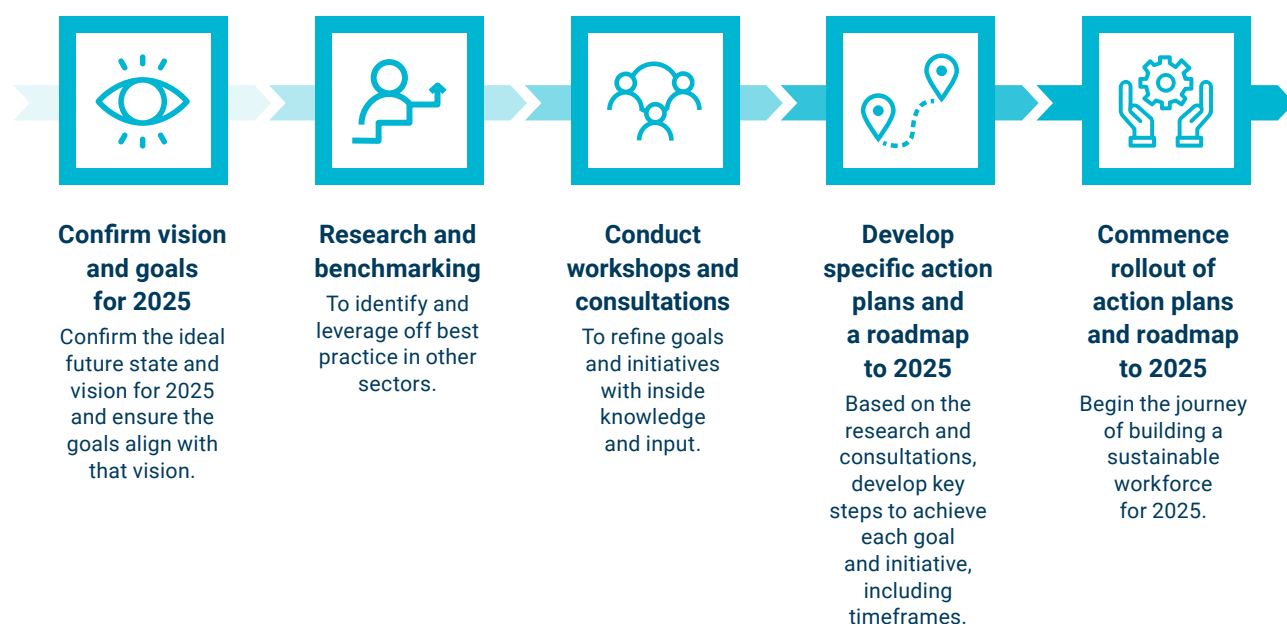 Confirm vision
and goals
for 2025
Confirm the ideal
future state and
vision for 2025
and ensure the
goals align with
that vision.
Research and
benchmarking
To identify and
leverage off best
practice in other
sectors.
Conduct
workshops and
consultations
To refine goals
and initiatives
with inside
knowledge
and input.
Develop
specific action
plans and
a roadmap
to 2025
Based on the
research and
consultations,
develop key
steps to achieve
each goal
and initiative,
including
timeframes.
Commence
rollout of
action plans
and roadmap
to 2025
Begin the journey
of building a
sustainable
workforce
for 2025.